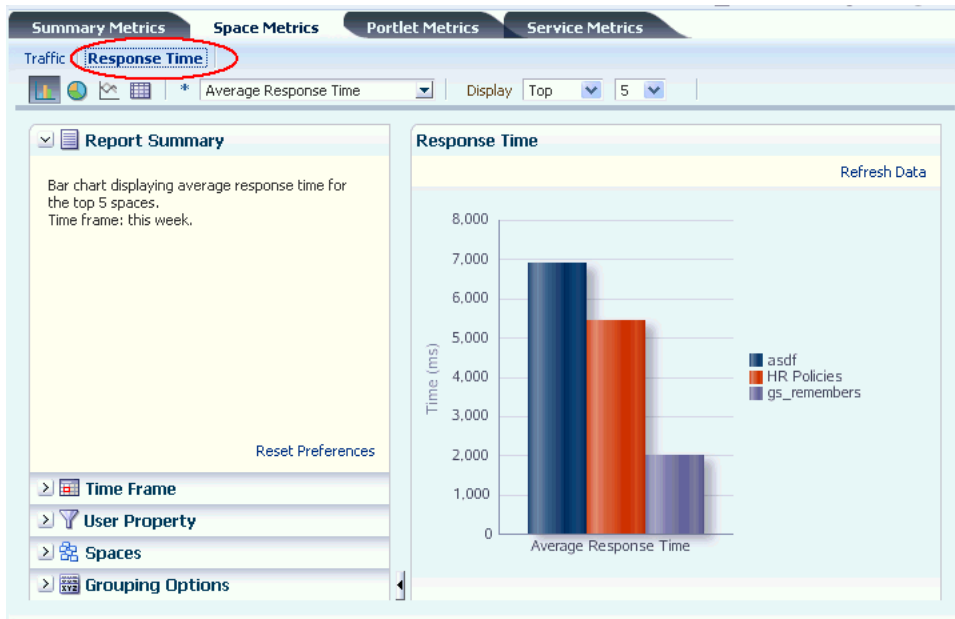 Summary Metrics
Space Metrics
Portlet Metrics
Service Metrics
Traffic
Response Time
* Average Response Time
Display Top 5
Report Summary
Bar chart displaying average response time for
the top 5 spaces.
Time frame: this week.
Reset Preferences
Time Frame
User Property
Spaces
Grouping Options
Response Time
Refresh Data
8,000
7,000
6,000
5,000
4,000
3,000
2,000
1,000
0
Time (ms)
Average Response Time
asdf
HR Policies
gs_remembers